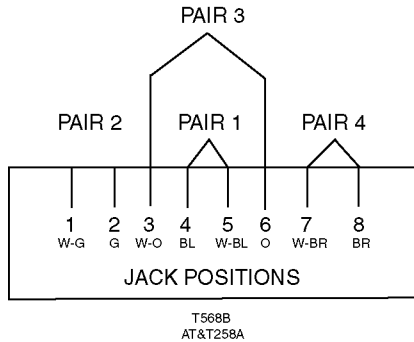 PAIR 3
PAIR 2 PAIR 1 PAIR 4
1 2 3 4 5 6 7 8
W-G G W-O BL W-BL O W-BR BR
JACK POSITIONS
T568B
AT&T258A